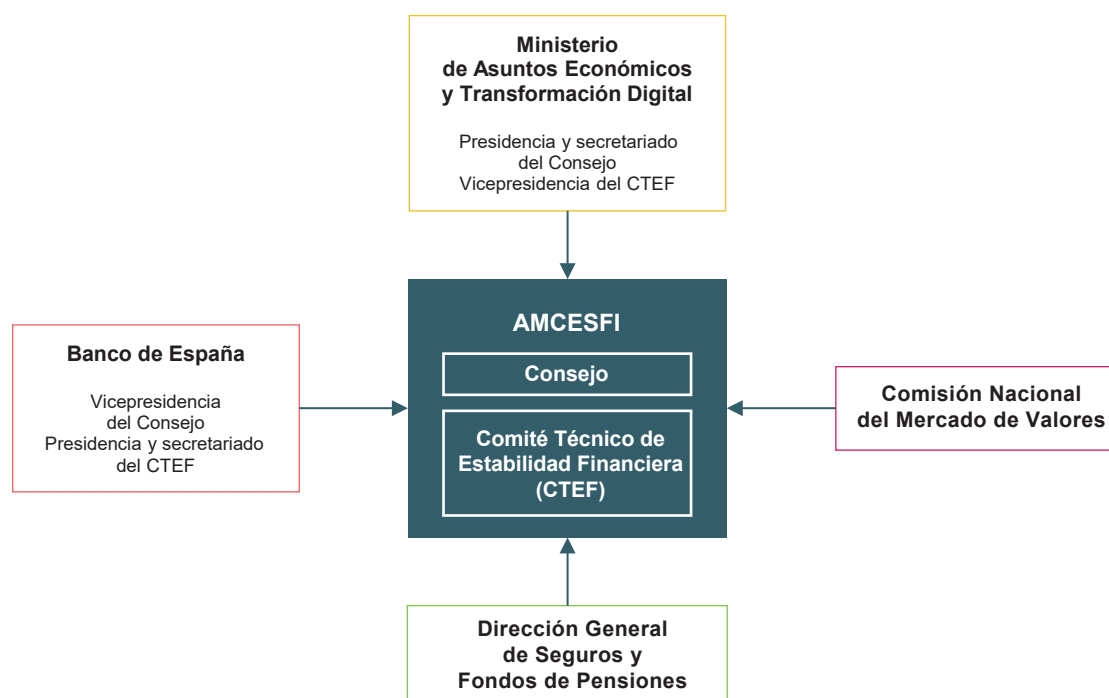 Ministerio
de Asuntos Económicos
y Transformación Digital
Presidencia y secretariado
del Consejo
Vicepresidencia del CTEF
AMCESFI
Consejo
Comité Técnico de
Estabilidad Financiera
(CTEF)
Banco de España
Vicepresidencia
del Consejo
Presidencia y secretariado
del CTEF
Comisión Nacional
del Mercado de Valores
Dirección General
de Seguros y
Fondos de Pensiones